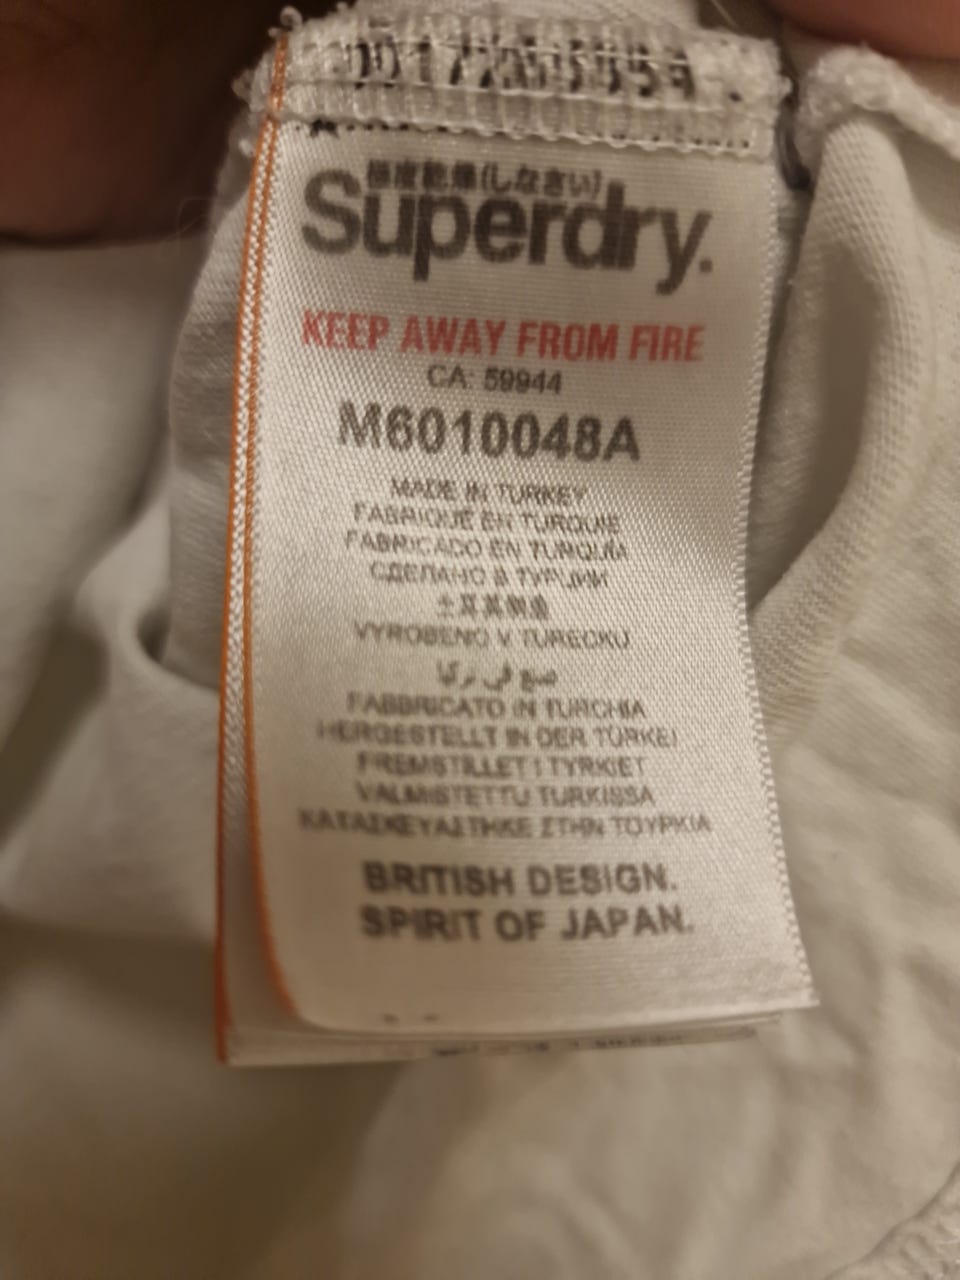 極度乾燥(しなさい)
Superdry.
KEEP AWAY FROM FIRE
CA: 59944
M6010048A
MADE IN TURKEY
FABRIQUÉ EN TURQUIE
FABRICADO EN TURQUÍA
СДЕЛАНО В ТУРЦИИ
土耳其制造
VYROBENO V TURECKU
صنع في تركيا
FABBRICATO IN TURCHIA
HERGESTELLT IN DER TÜRKEI
FREMSTILLET I TYRKIET
VALMISTETTU TURKISSA
ΚΑΤΑΣΚΕΥΑΣΤΗΚΕ ΣΤΗΝ ΤΟΥΡΚΙΑ
BRITISH DESIGN.
SPIRIT OF JAPAN.